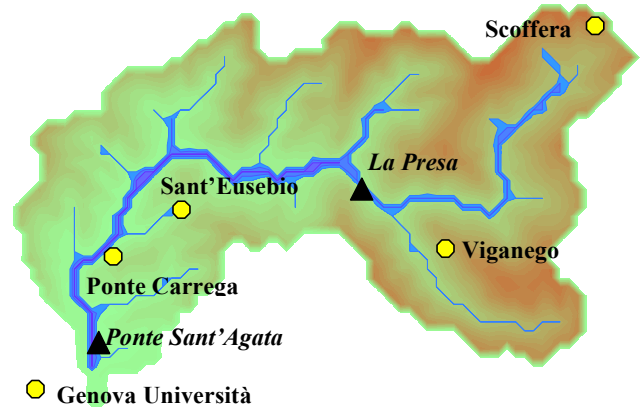 Scoffera
La Presa
Sant'Eusebio
Viganego
Ponte Carrega
Ponte Sant'Agata
Genova Università